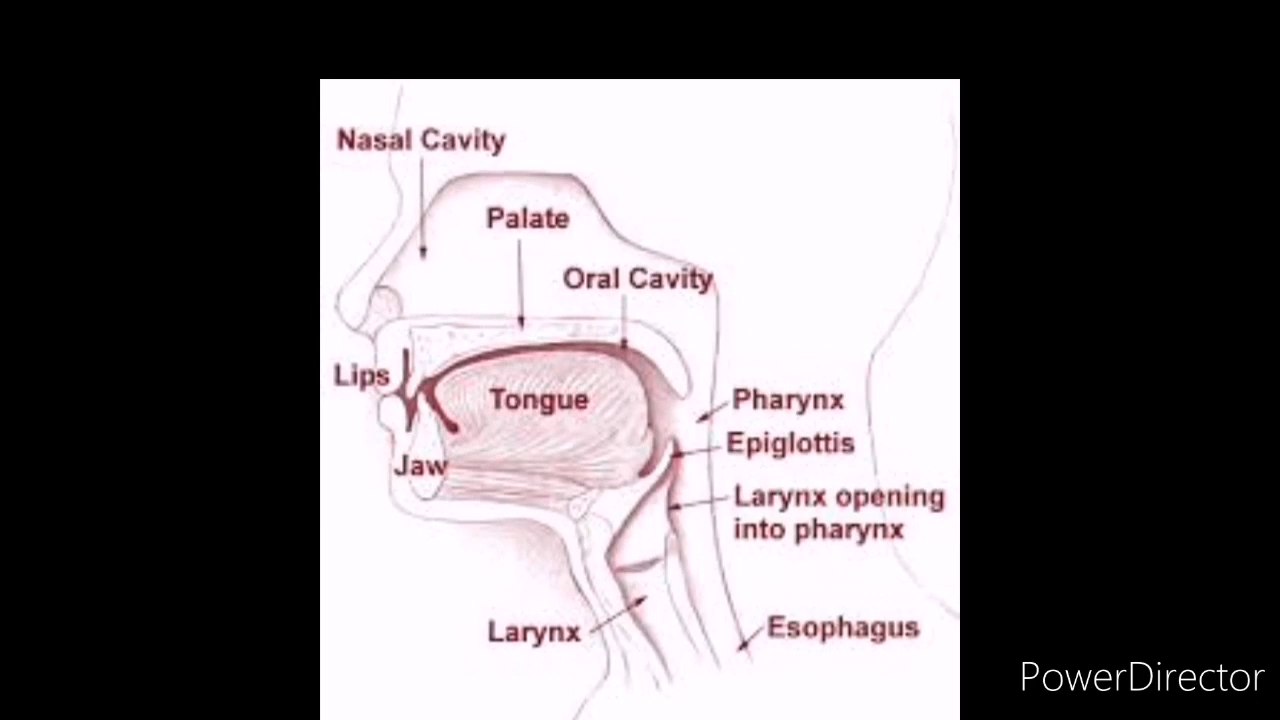 Nasal Cavity
Palate
Oral Cavity
Lips
Tongue
Pharynx
Epiglottis
Jaw
Larynx opening
into pharynx
Larynx
Esophagus
PowerDirector